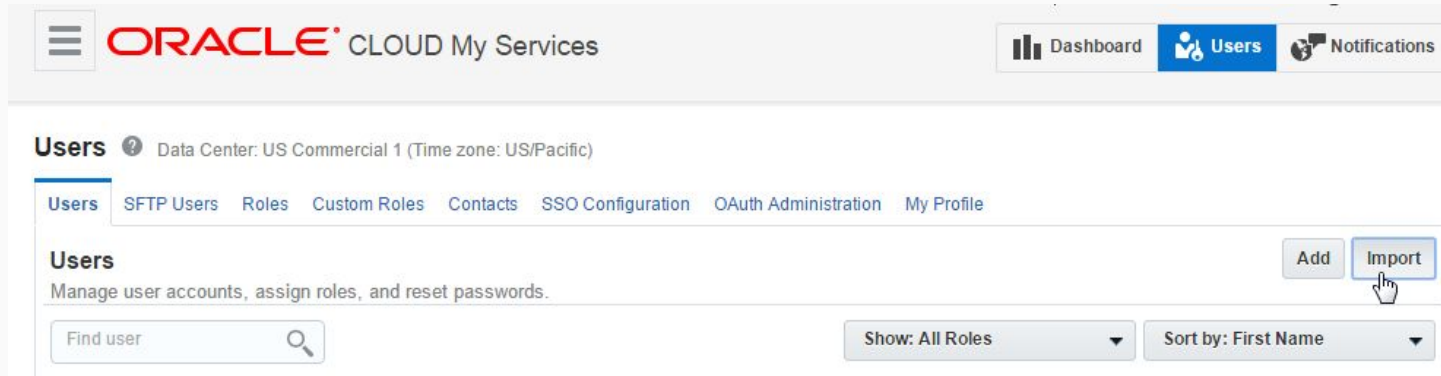 ORACLE CLOUD My Services
Dashboard
Users
Notifications
Users ? Data Center: US Commercial 1 (Time zone: US/Pacific)
Users SFTP Users Roles Custom Roles Contacts SSO Configuration OAuth Administration My Profile
Users
Add
Import
Manage user accounts, assign roles, and reset passwords.
Find user
Show: All Roles
Sort by: First Name